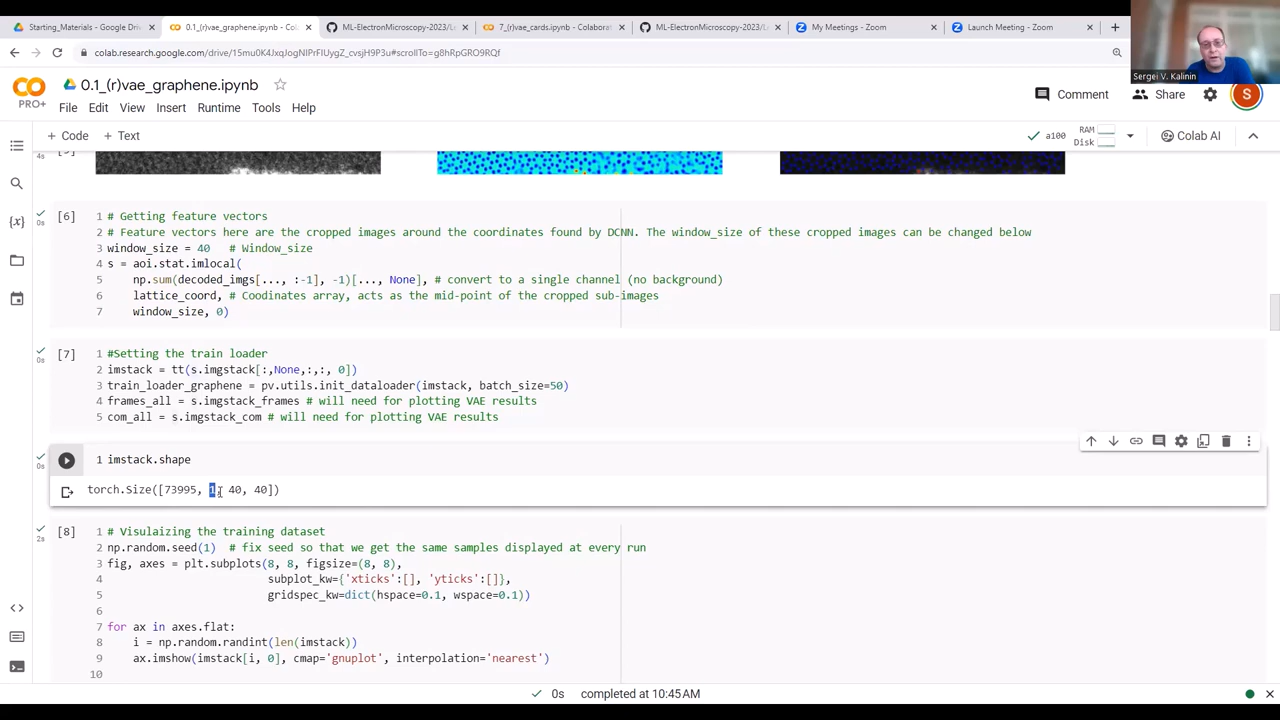 Starting_Materials - Google Driv
0.1_(r)vae_graphene.ipynb - Col
ML-ElectronMicroscopy-2023/Le
7_(r)vae_cards.ipynb - Colaborat
ML-ElectronMicroscopy-2023/Le
My Meetings - Zoom
Launch Meeting - Zoom
colab.research.google.com/drive/15mu0K4JxqJogNIPrFIUygZ_cvsjH9P3u#scrollTo=g8hRpGRO9RQf
Sergei V. Kalinin
PRO+
0.1_(r)vae_graphene.ipynb
File Edit View Insert Runtime Tools Help
Comment
Share
S
+ Code + Text
a100
RAM
Disk
Colab AI
4s
[6]
0s
1 # Getting feature vectors
2 # Feature vectors here are the cropped images around the coordinates found by DCNN. The window_size of these cropped images can be changed below
3 window_size = 40 # Window_size
4 s = aoi.stat.imlocal(
5 np.sum(decoded_imgs[..., :-1], -1)[..., None], # convert to a single channel (no background)
6 lattice_coord, # Coodinates array, acts as the mid-point of the cropped sub-images
7 window_size, 0)
[7]
0s
1 #Setting the train loader
2 imstack = tt(s.imgstack[:,None,:,:, 0])
3 train_loader_graphene = pv.utils.init_dataloader(imstack, batch_size=50)
4 frames_all = s.imgstack_frames # will need for plotting VAE results
5 com_all = s.imgstack_com # will need for plotting VAE results
0s
1 imstack.shape
torch.Size([73995, 1, 40, 40])
[8]
2s
1 # Visulaizing the training dataset
2 np.random.seed(1) # fix seed so that we get the same samples displayed at every run
3 fig, axes = plt.subplots(8, 8, figsize=(8, 8),
4 subplot_kw={'xticks':[], 'yticks':[]},
5 gridspec_kw=dict(hspace=0.1, wspace=0.1))
6
7 for ax in axes.flat:
8 i = np.random.randint(len(imstack))
9 ax.imshow(imstack[i, 0], cmap='gnuplot', interpolation='nearest')
10
0s completed at 10:45AM